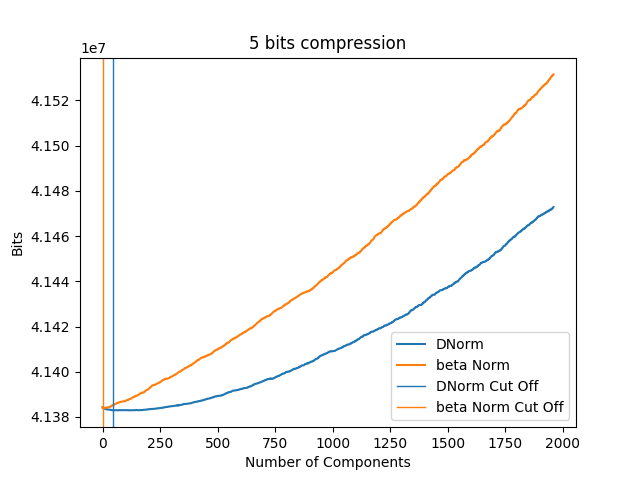 5 bits compression
1e7
4.152
4.150
4.148
4.146
4.144
4.142
4.140
4.138
Bits
0 250 500 750 1000 1250 1500 1750 2000
Number of Components
DNorm
beta Norm
DNorm Cut Off
beta Norm Cut Off